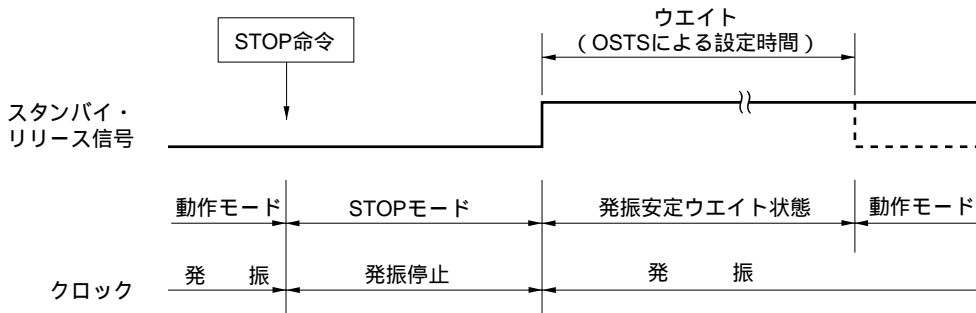 ウエイト
(OSTSによる設定時間)
STOP命令
スタンバイ・
リリース信号
動作モード
STOPモード
発振安定ウエイト状態
動作モード
クロック
発 振
発振停止
発 振